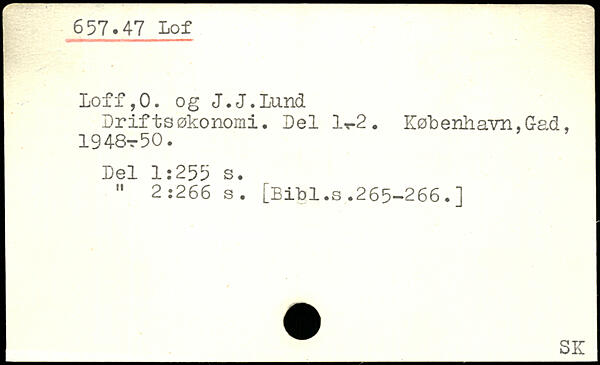 657.47 Lof
Loff,O. og J.J.Lund
Driftsøkonomi. Del 1-2. København,Gad,
1948-50.
Del 1:255 s.
" 2:266 s. [Bibl.s.265-266.]
SK